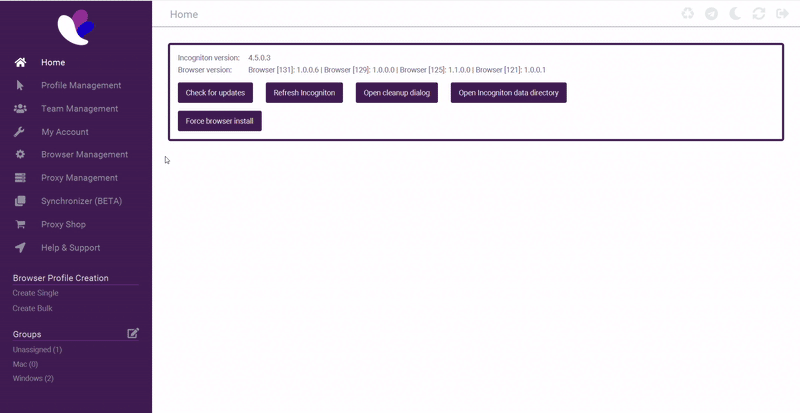 Home
Incogniton version: 4.5.0.3
Browser version: Browser [131]: 1.0.0.6 | Browser [129]: 1.0.0.0 | Browser [125]: 1.1.0.0 | Browser [121]: 1.0.0.1
Check for updates Refresh Incogniton Open cleanup dialog Open Incogniton data directory
Force browser install
Home
Profile Management
Team Management
My Account
Browser Management
Proxy Management
Synchronizer (BETA)
Proxy Shop
Help & Support
Browser Profile Creation
Create Single
Create Bulk
Groups
Unassigned (1)
Mac (0)
Windows (2)